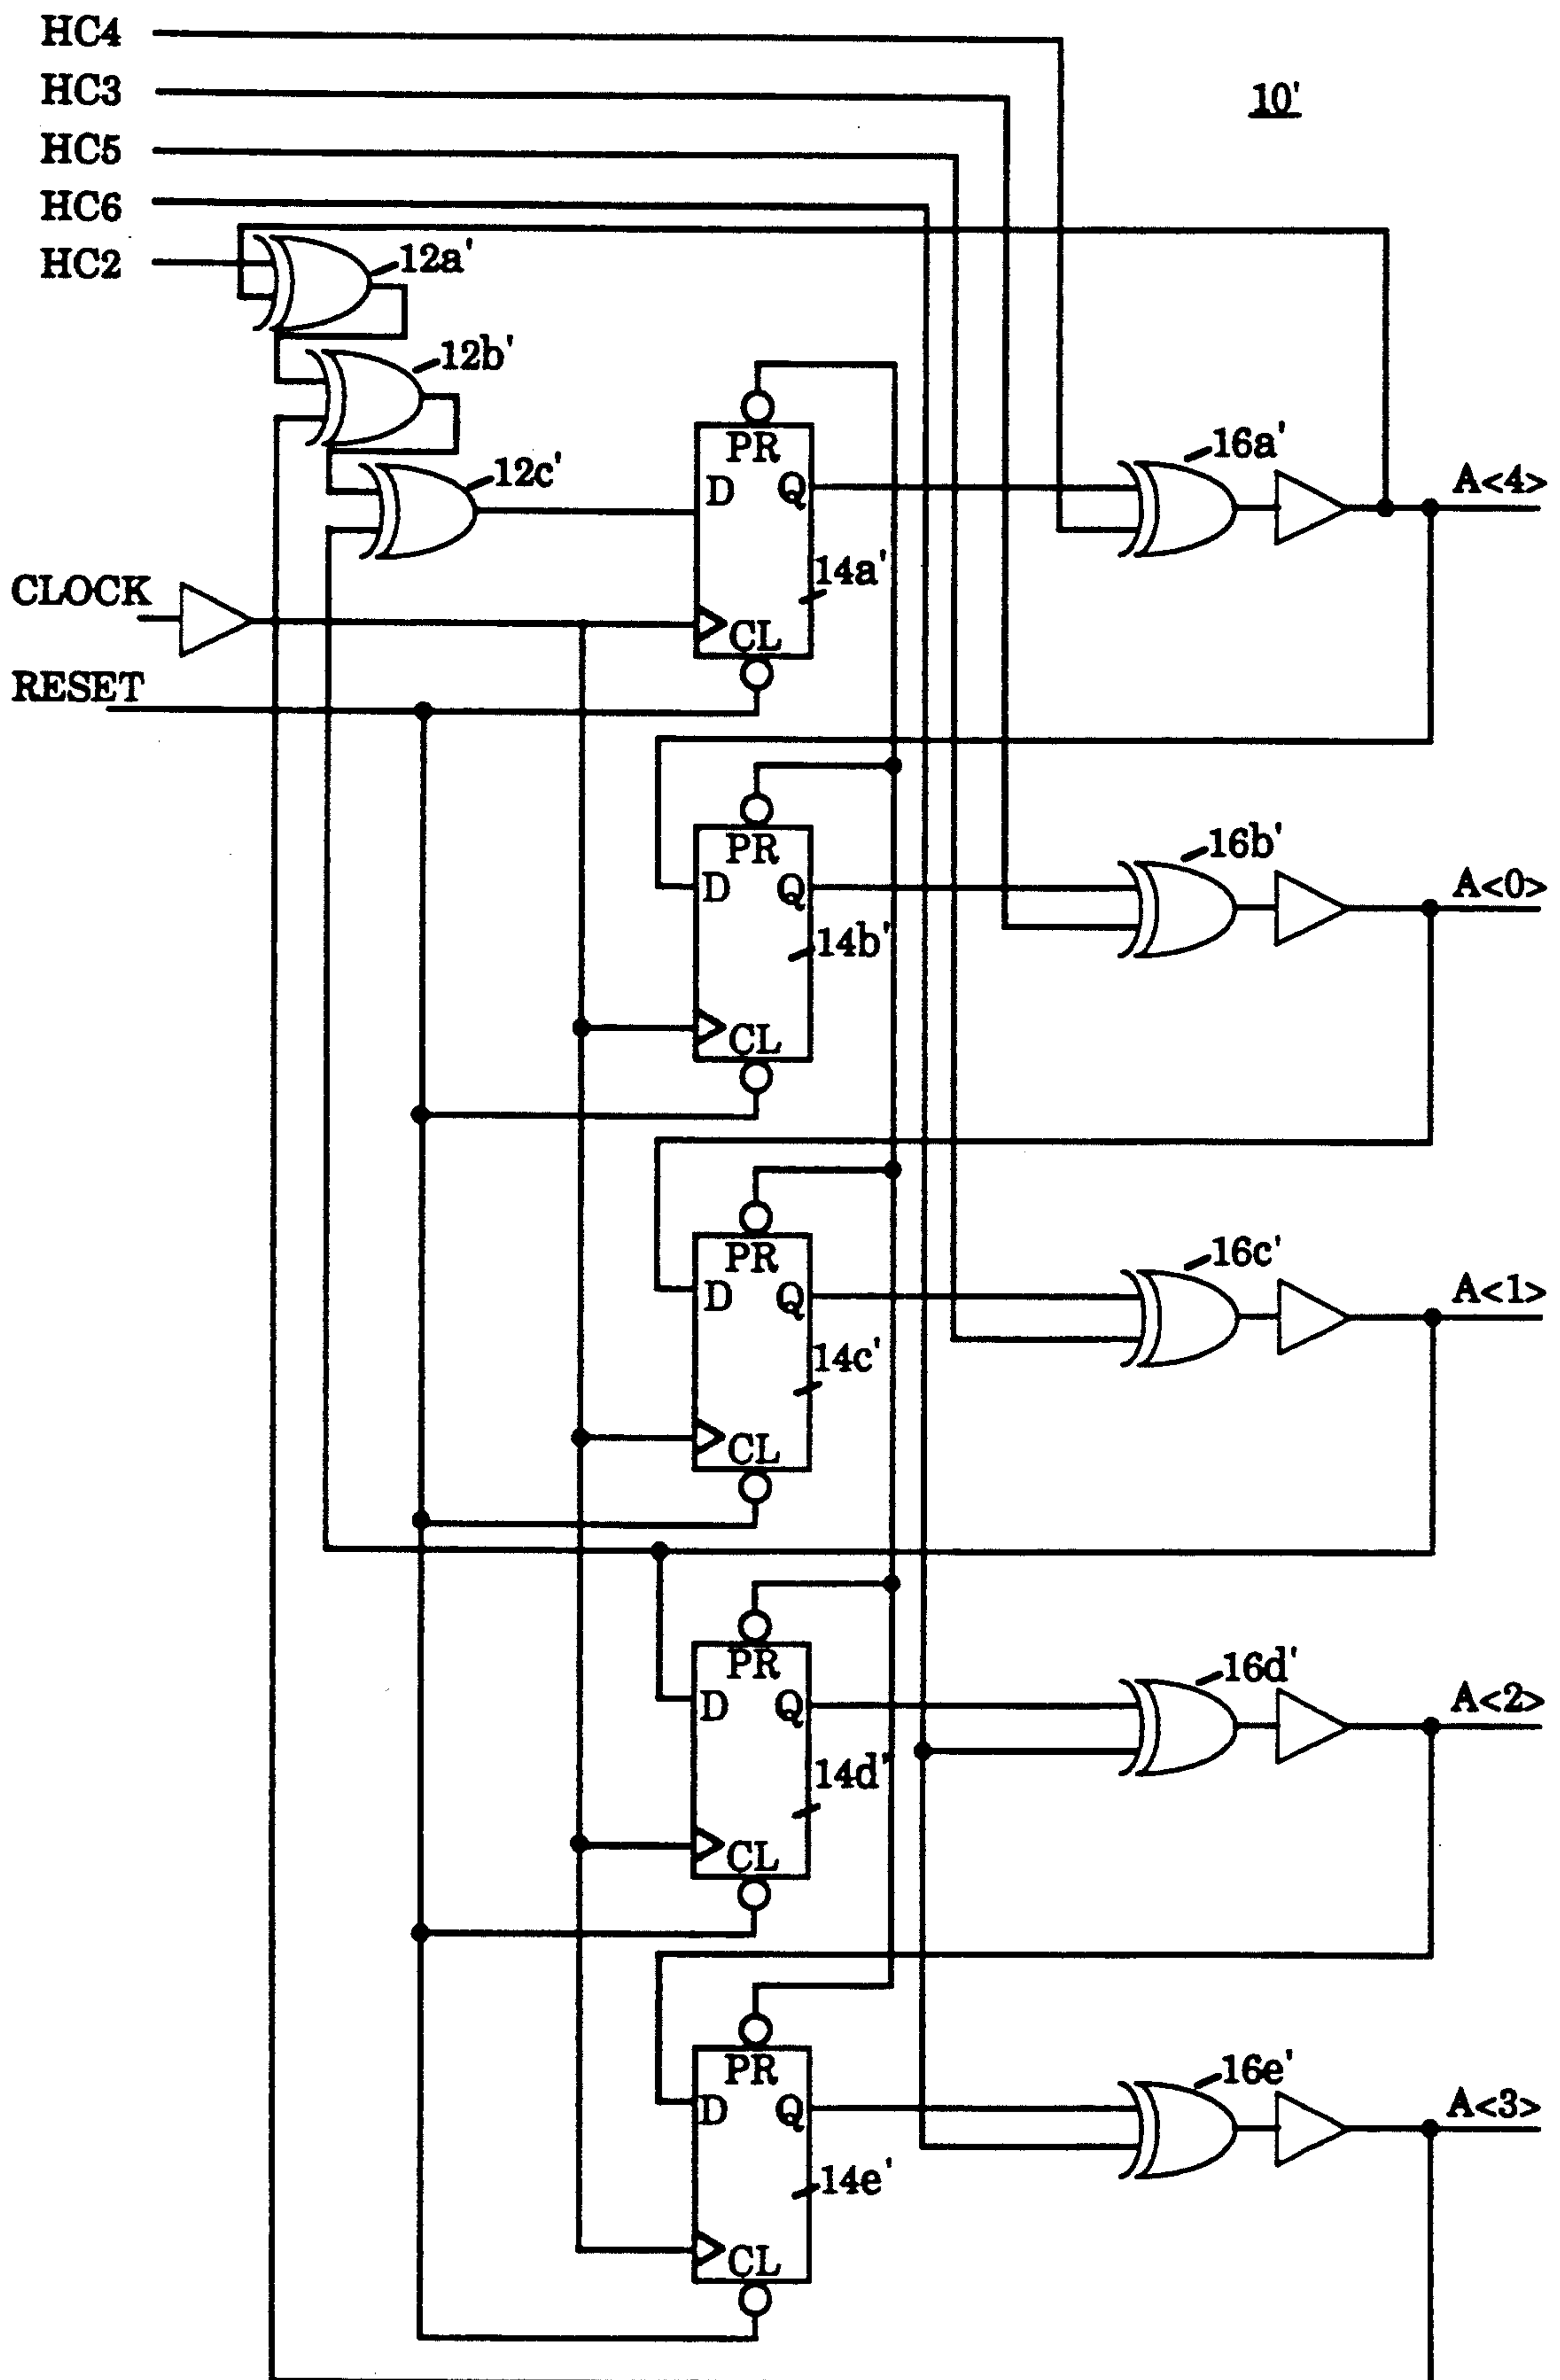 HC4
HC3
10'
HC5
HC6
HC2
12a'
12b'
12c'
PR
16a'
D
Q
A<4>
14a'
CLOCK
CL
RESET
PR
16b'
D
Q
A<0>
14b'
CL
PR
16c'
D
Q
A<1>
14c'
CL
PR
16d'
D
Q
A<2>
14d'
CL
PR
16e'
D
Q
A<3>
14e'
CL